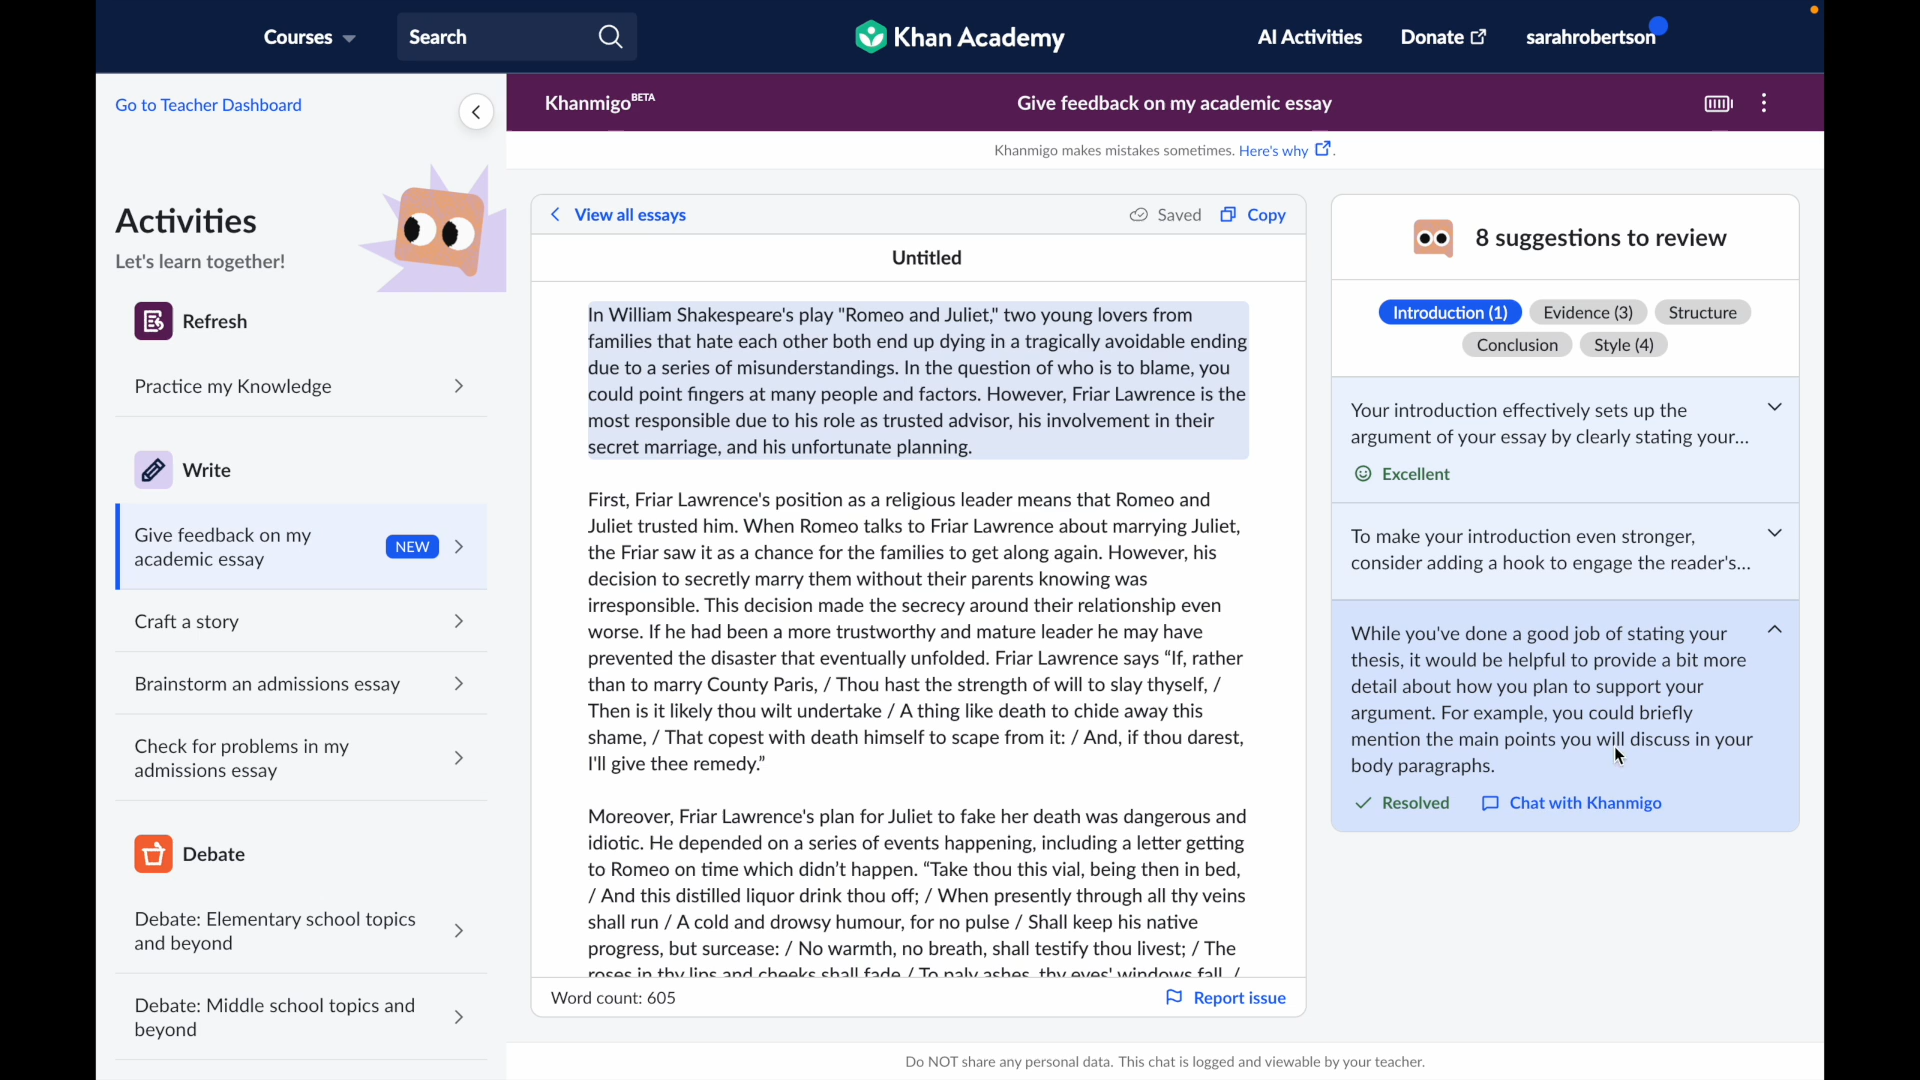 Courses
Search
Khan Academy
AI Activities
Donate
sarahrobertson
Go to Teacher Dashboard
Activities
Let's learn together!
Refresh
Practice my Knowledge
Write
Give feedback on my
academic essay
NEW
Craft a story
Brainstorm an admissions essay
Check for problems in my
admissions essay
Debate
Debate: Elementary school topics
and beyond
Debate: Middle school topics and
beyond
Khanmigo BETA
Give feedback on my academic essay
Khanmigo makes mistakes sometimes. Here's why.
View all essays
Saved
Copy
Untitled
In William Shakespeare's play "Romeo and Juliet," two young lovers from
families that hate each other both end up dying in a tragically avoidable ending
due to a series of misunderstandings. In the question of who is to blame, you
could point fingers at many people and factors. However, Friar Lawrence is the
most responsible due to his role as trusted advisor, his involvement in their
secret marriage, and his unfortunate planning.
First, Friar Lawrence's position as a religious leader means that Romeo and
Juliet trusted him. When Romeo talks to Friar Lawrence about marrying Juliet,
the Friar saw it as a chance for the families to get along again. However, his
decision to secretly marry them without their parents knowing was
irresponsible. This decision made the secrecy around their relationship even
worse. If he had been a more trustworthy and mature leader he may have
prevented the disaster that eventually unfolded. Friar Lawrence says “If, rather
than to marry County Paris, / Thou hast the strength of will to slay thyself, /
Then is it likely thou wilt undertake / A thing like death to chide away this
shame, / That copest with death himself to scape from it: / And, if thou darest,
I'll give thee remedy.”
Moreover, Friar Lawrence's plan for Juliet to fake her death was dangerous and
idiotic. He depended on a series of events happening, including a letter getting
to Romeo on time which didn’t happen. “Take thou this vial, being then in bed,
/ And this distilled liquor drink thou off; / When presently through all thy veins
shall run / A cold and drowsy humour, for no pulse / Shall keep his native
progress, but surcease: / No warmth, no breath, shall testify thou livest; / The
roses in thy lips and cheeks shall fade / To paly ashes, thy eyes' windows fall, /
Word count: 605
Report issue
8 suggestions to review
Introduction (1)
Evidence (3)
Structure
Conclusion
Style (4)
Your introduction effectively sets up the
argument of your essay by clearly stating your...
Excellent
To make your introduction even stronger,
consider adding a hook to engage the reader's...
While you've done a good job of stating your
thesis, it would be helpful to provide a bit more
detail about how you plan to support your
argument. For example, you could briefly
mention the main points you will discuss in your
body paragraphs.
Resolved
Chat with Khanmigo
Do NOT share any personal data. This chat is logged and viewable by your teacher.